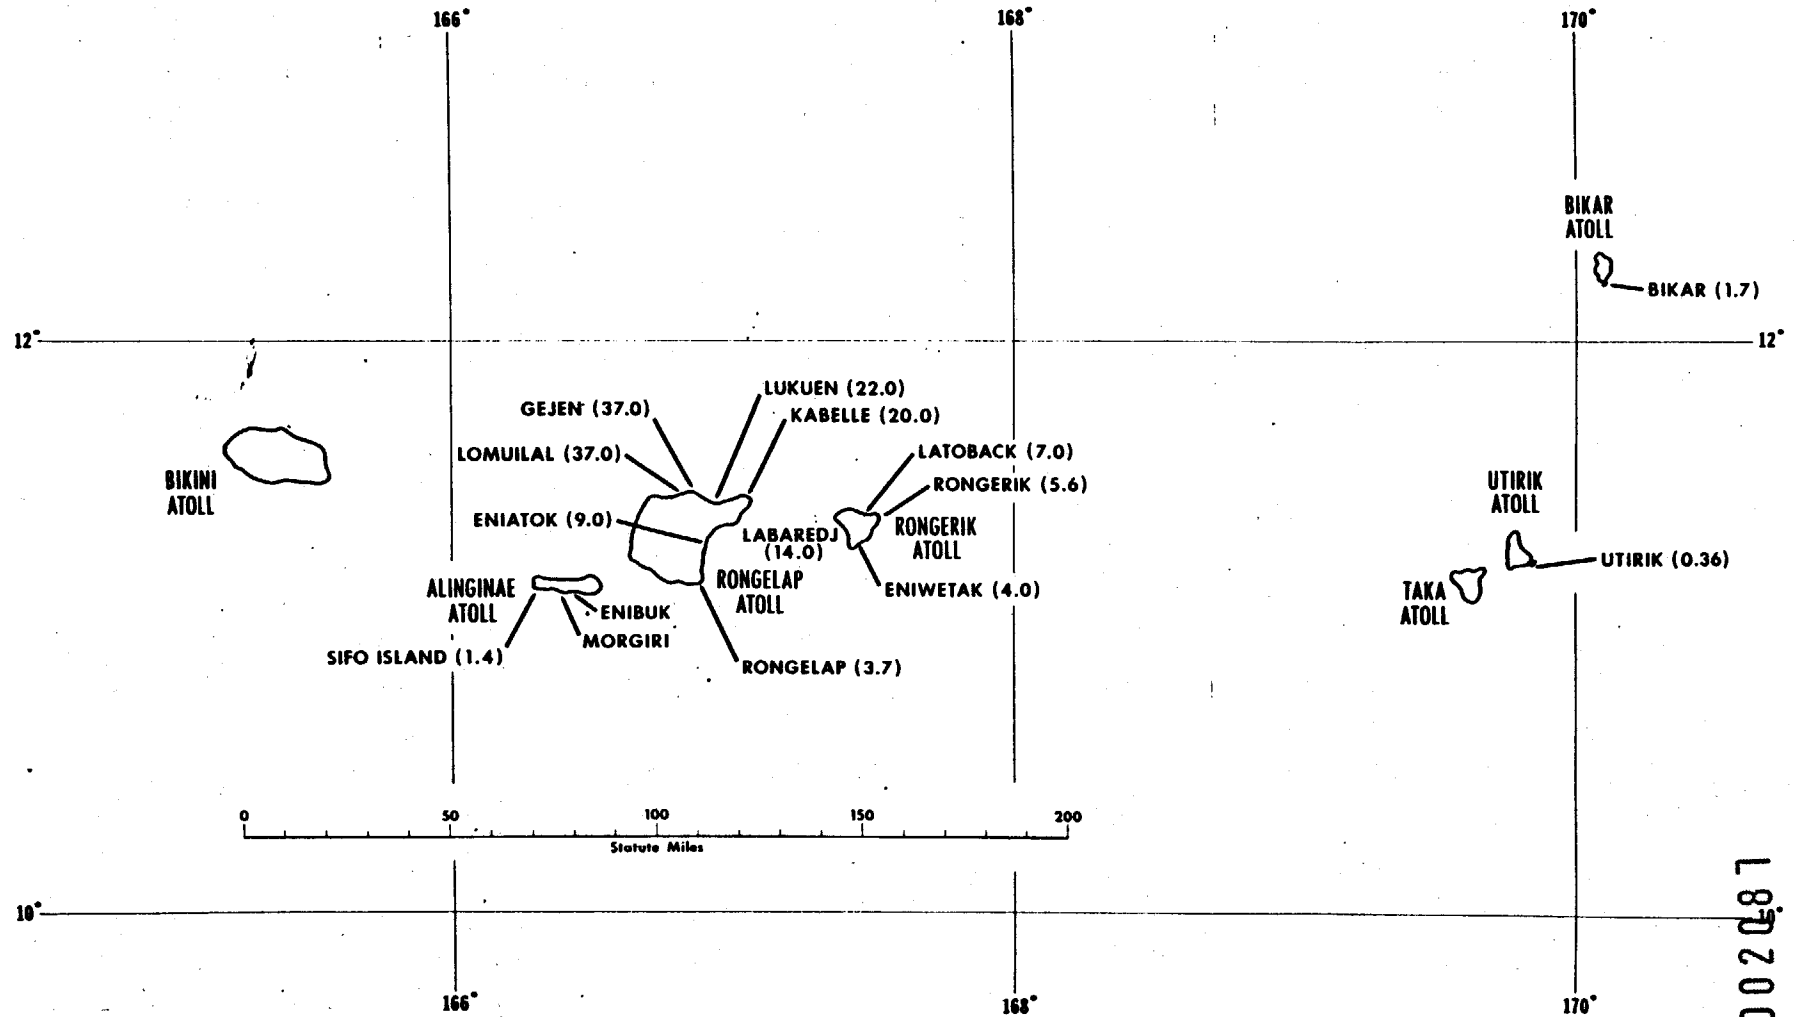 166° 168° 170°
BIKAR
ATOLL
BIKAR (1.7)
12° 12°
LUKUEN (22.0)
GEJEN (37.0)
KABELLE (20.0)
LOMUILAL (37.0)
LATOBACK (7.0)
RONGERIK (5.6)
BIKINI
ATOLL
UTIRIK
ATOLL
ENIATOK (9.0)
LABAREDJ
(14.0)
RONGERIK
ATOLL
UTIRIK (0.36)
ALINGINAE
ATOLL
RONGELAP
ATOLL
ENIWETAK (4.0)
TAKA
ATOLL
ENIBUK
MORGIRI
SIFO ISLAND (1.4)
RONGELAP (3.7)
0 50 100 150 200
Statute Miles
10° 10°
166° 168° 170°